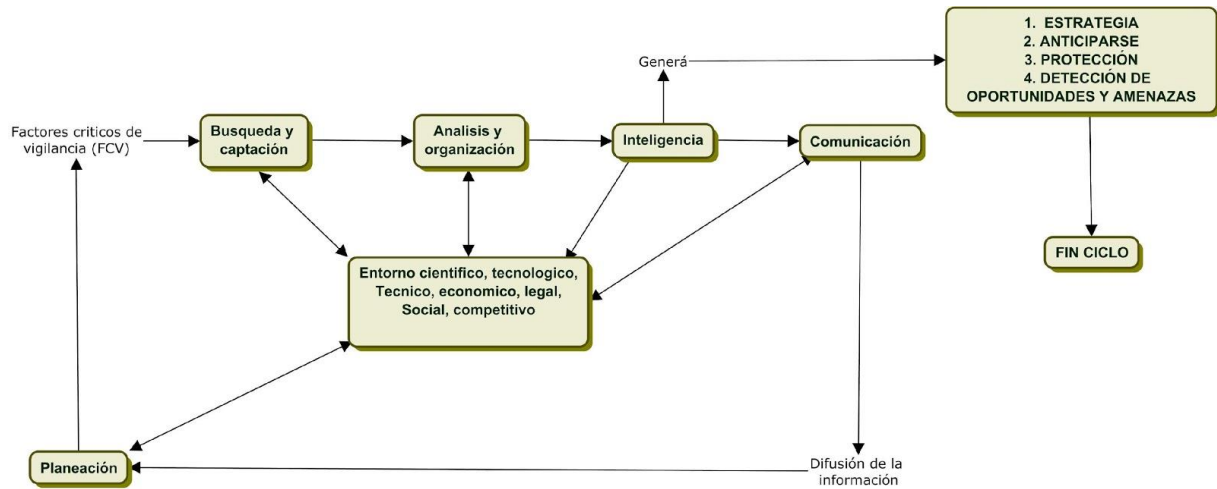 1. ESTRATEGIA
2. ANTICIPARSE
3. PROTECCIÓN
4. DETECCIÓN DE
OPORTUNIDADES Y AMENAZAS
Generá
Factores criticos de
vigilancia (FCV)
Busqueda y
captación
Analisis y
organización
Inteligencia
Comunicación
FIN CICLO
Entorno cientifico, tecnologico,
Tecnico, economico, legal,
Social, competitivo
Planeación
Difusión de la
información